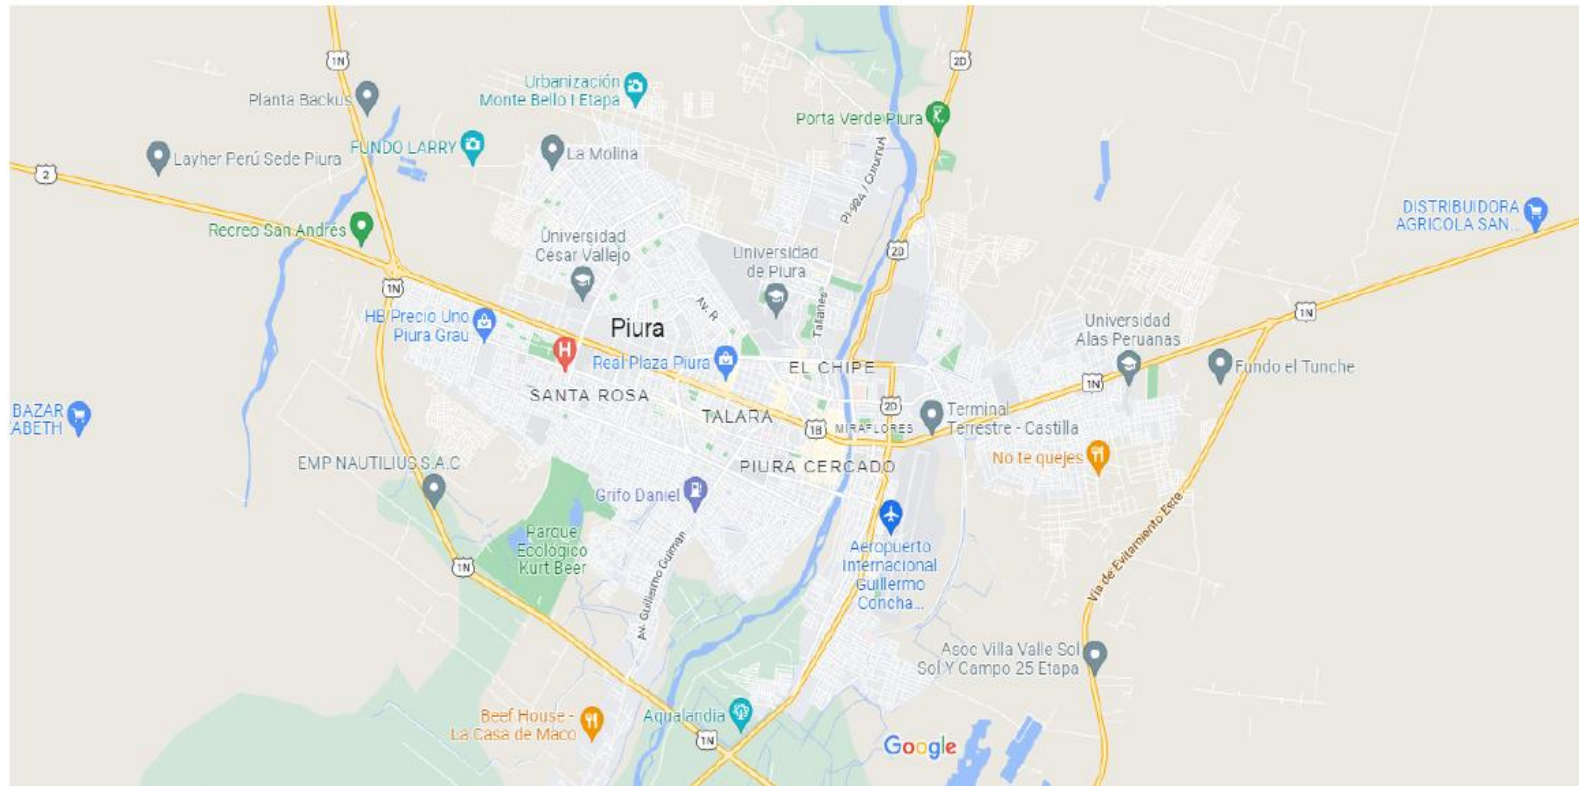 1N
2D
Urbanización
Monte Bello I Etapa
Planta Backus
Porta Verde Piura
FUNDO LARRY
La Molina
Layher Perú Sede Piura
2
PI-984 / Curumuy
DISTRIBUIDORA
AGRICOLA SAN...
Recreo San Andrés
Universidad
César Vallejo
Universidad
de Piura
2D
1N
Av. R
Tallanes
1N
HB/Precio Uno
Piura Grau
Piura
Universidad
Alas Peruanas
H
Real Plaza Piura
EL CHIPE
Fundo el Tunche
1N
SANTA ROSA
TALARA
2D
Terminal
Terrestre - Castilla
BAZAR
ABETH
1B
MIRAFLORES
EMP NAUTILIUS S.A.C
PIURA CERCADO
No te quejes
Grifo Daniel
Parque
Ecológico
Kurt Beer
Aeropuerto
Internacional
Guillermo
Concha...
Vía de Evitamiento Este
1N
Av. Guillermo Gulman
Asoc Villa Valle Sol
Sol Y Campo 25 Etapa
Beef House -
La Casa de Maco
Aqualandia
1N
Google